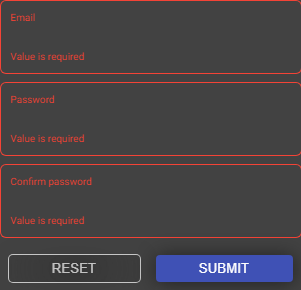 Email
Value is required
Password
Value is required
Confirm password
Value is required
RESET
SUBMIT